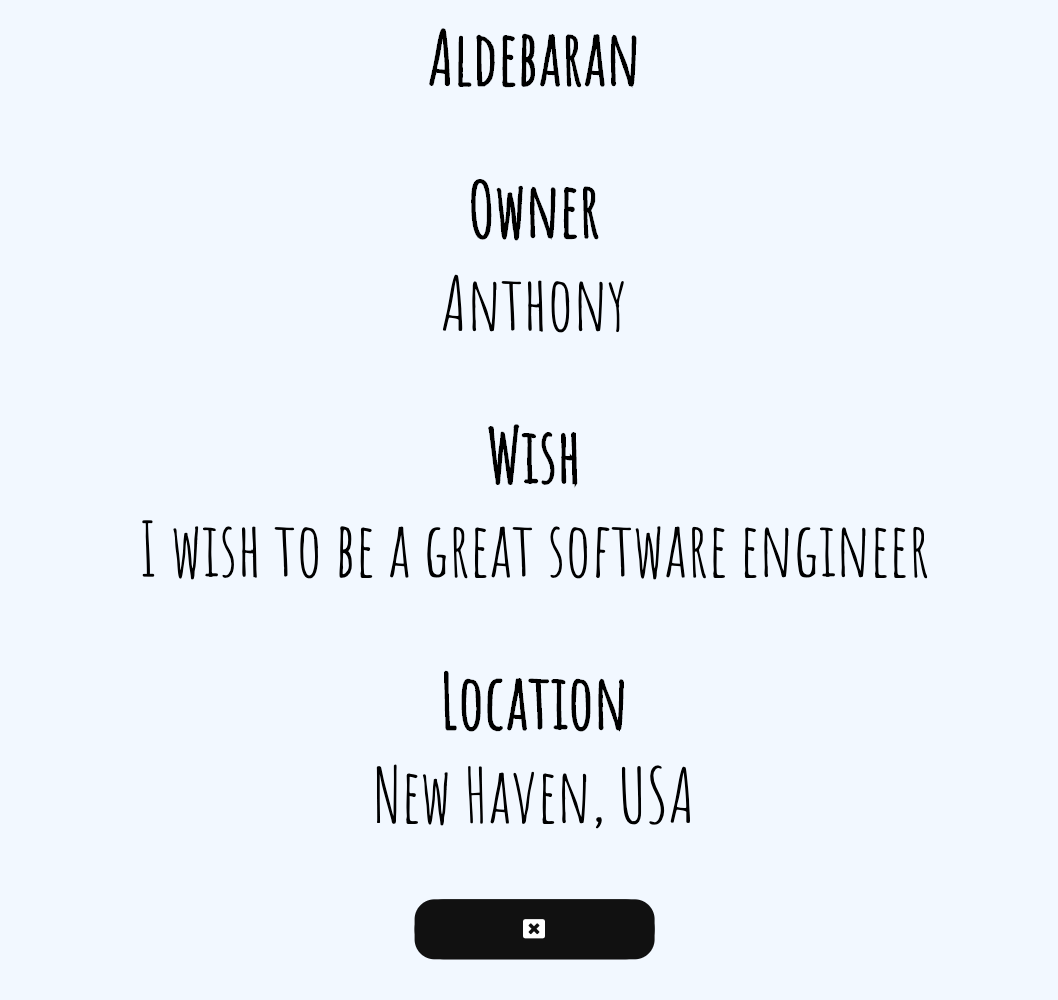 Aldebaran
Owner
Anthony
Wish
I wish to be a great software engineer
Location
New Haven, USA